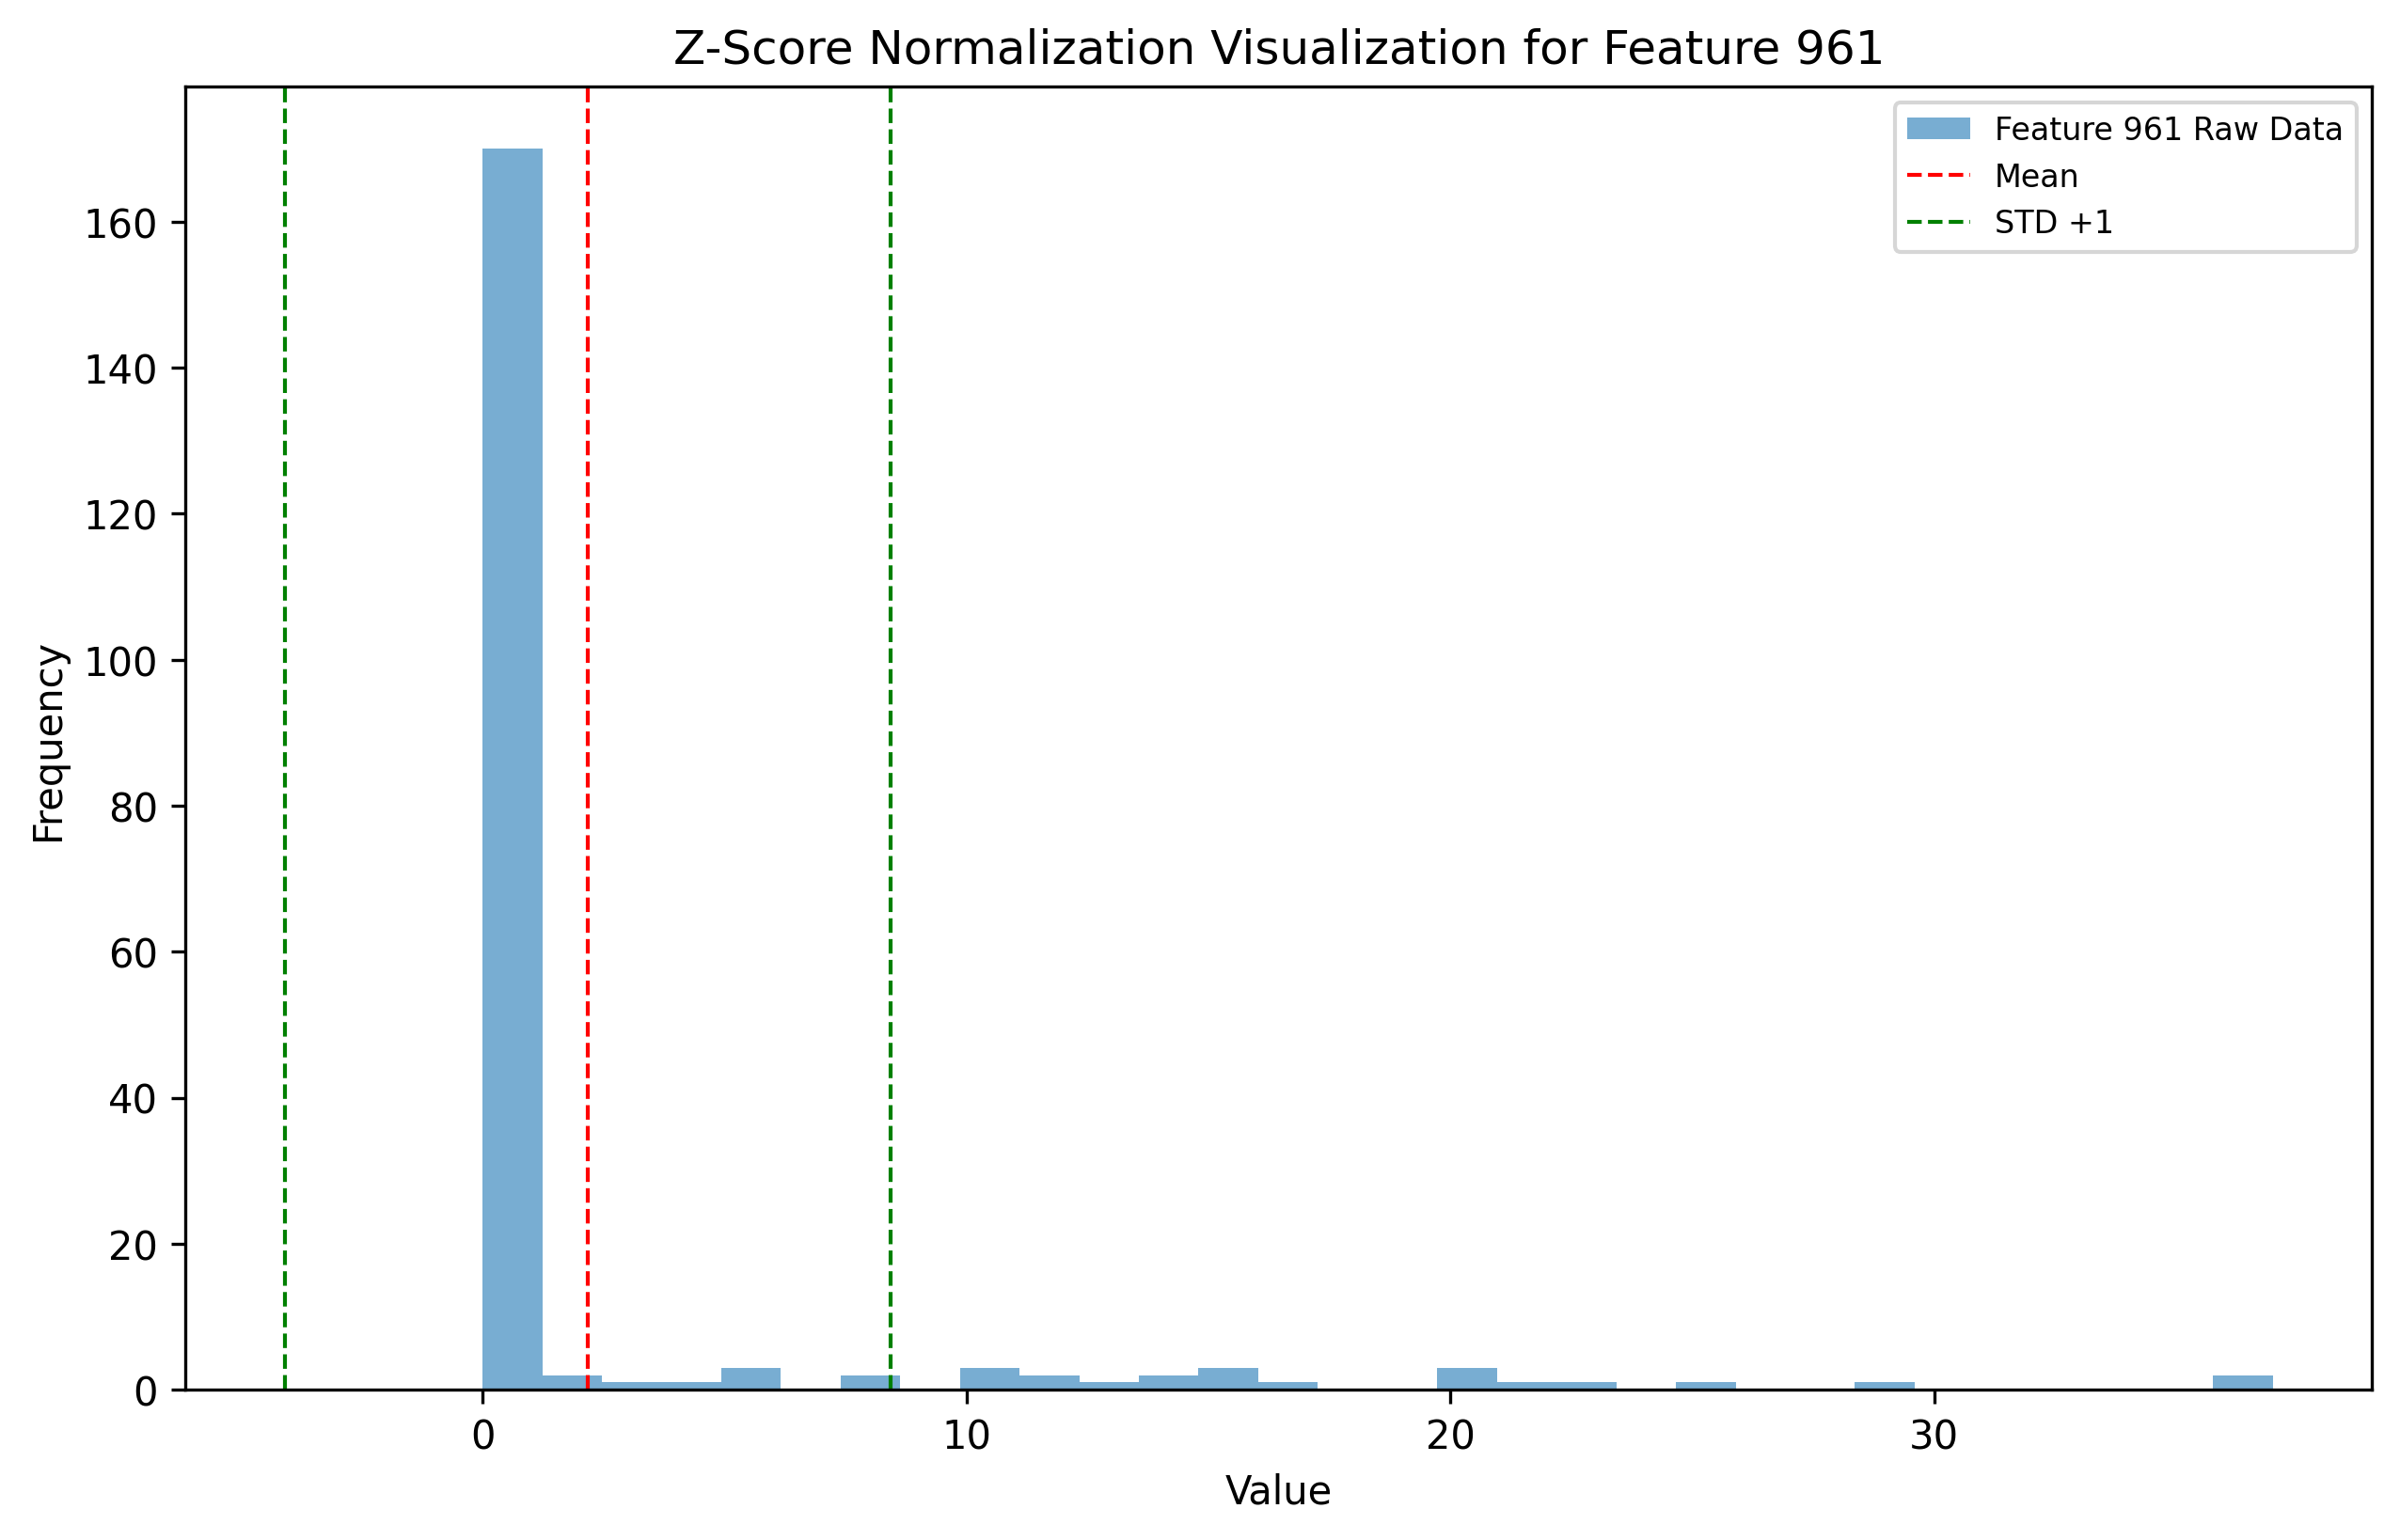 Z-Score Normalization Visualization for Feature 961
Feature 961 Raw Data
Mean
STD +1
Frequency
160
140
120
100
80
60
40
20
0
0 10 20 30
Value